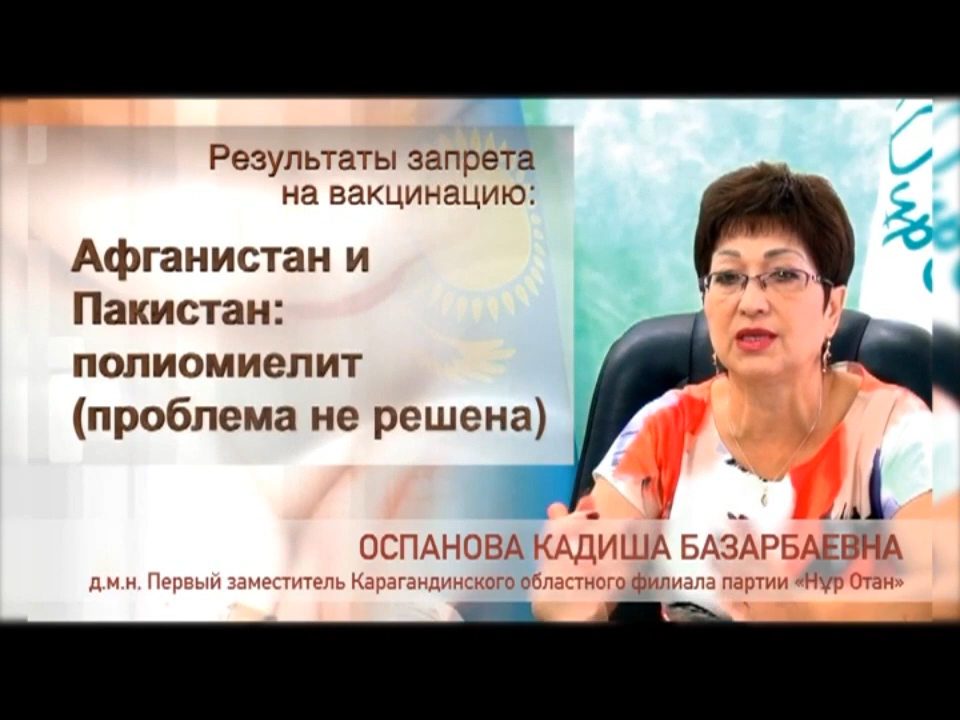 Результаты запрета
на вакцинацию:
Афганистан и
Пакистан:
полиомиелит
(проблема не решена)
ОСПАНОВА КАДИША БАЗАРБАЕВНА
д.м.н. Первый заместитель Карагандинского областного филиала партии «Нұр Отан»